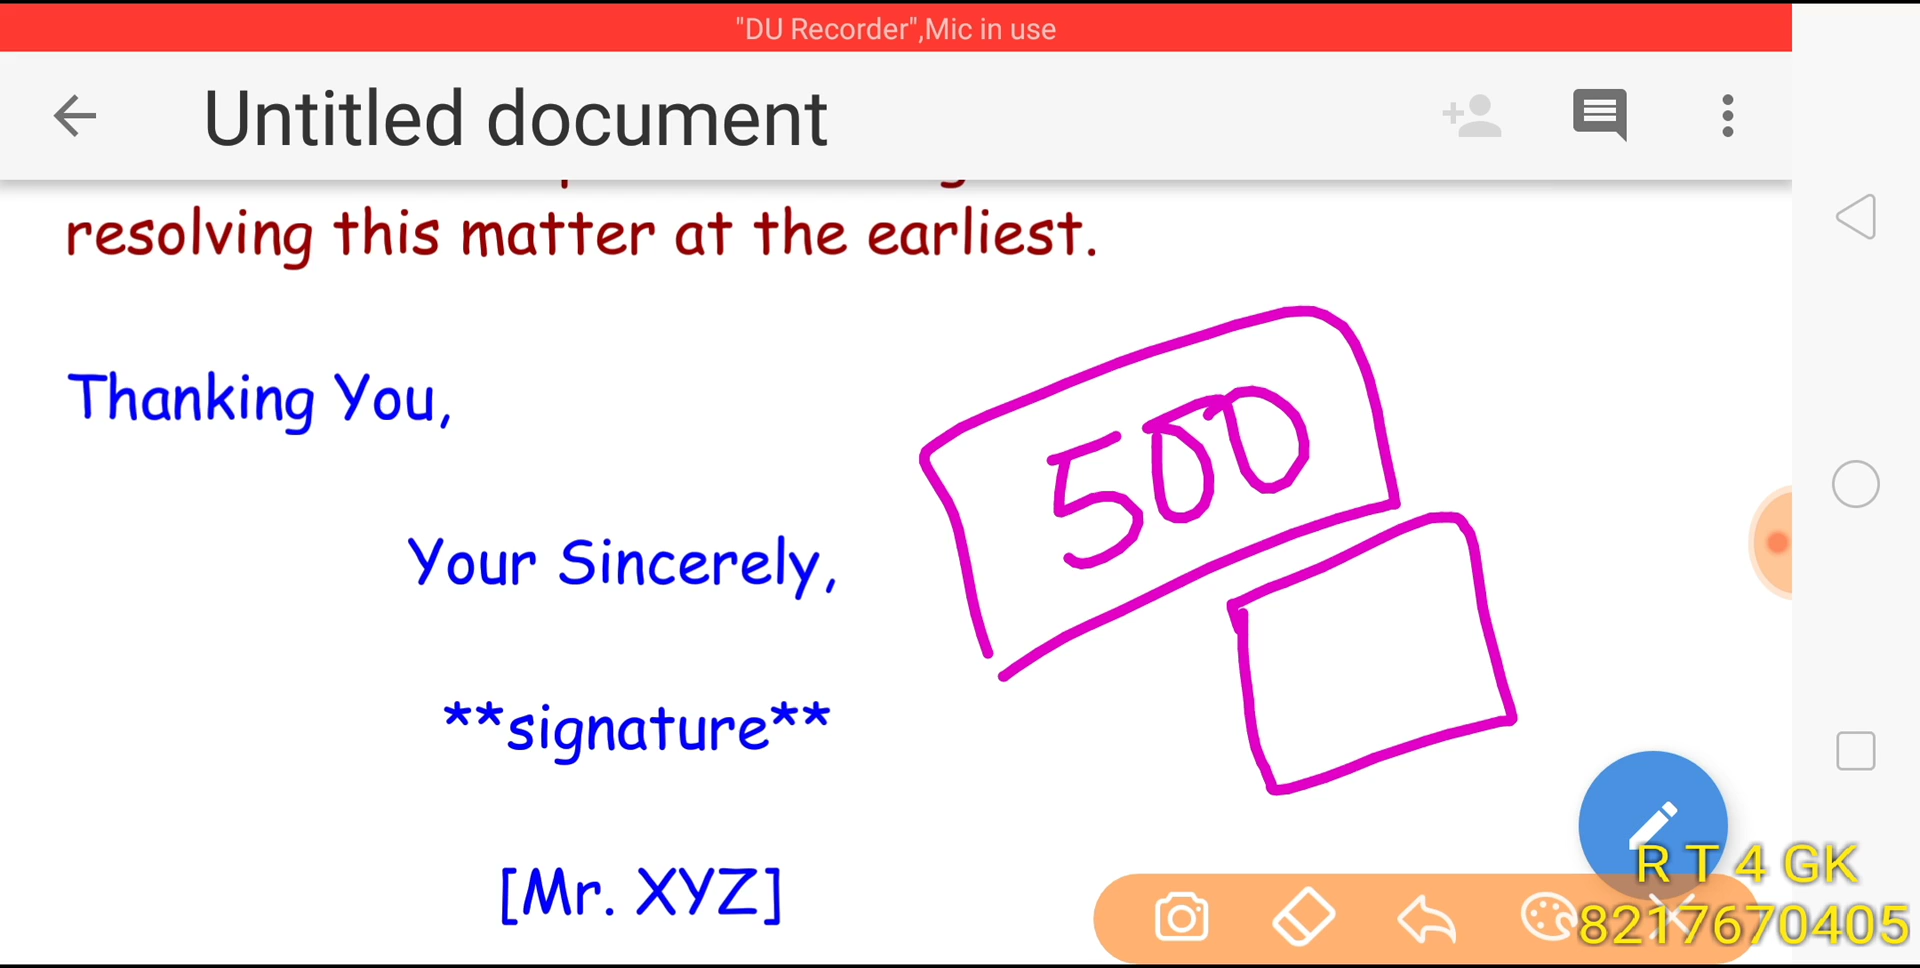 "DU Recorder",Mic in use
Untitled document
resolving this matter at the earliest.
Thanking You,
500
Your Sincerely,
**signature**
[Mr. XYZ]
R T 4 GK
8217670405